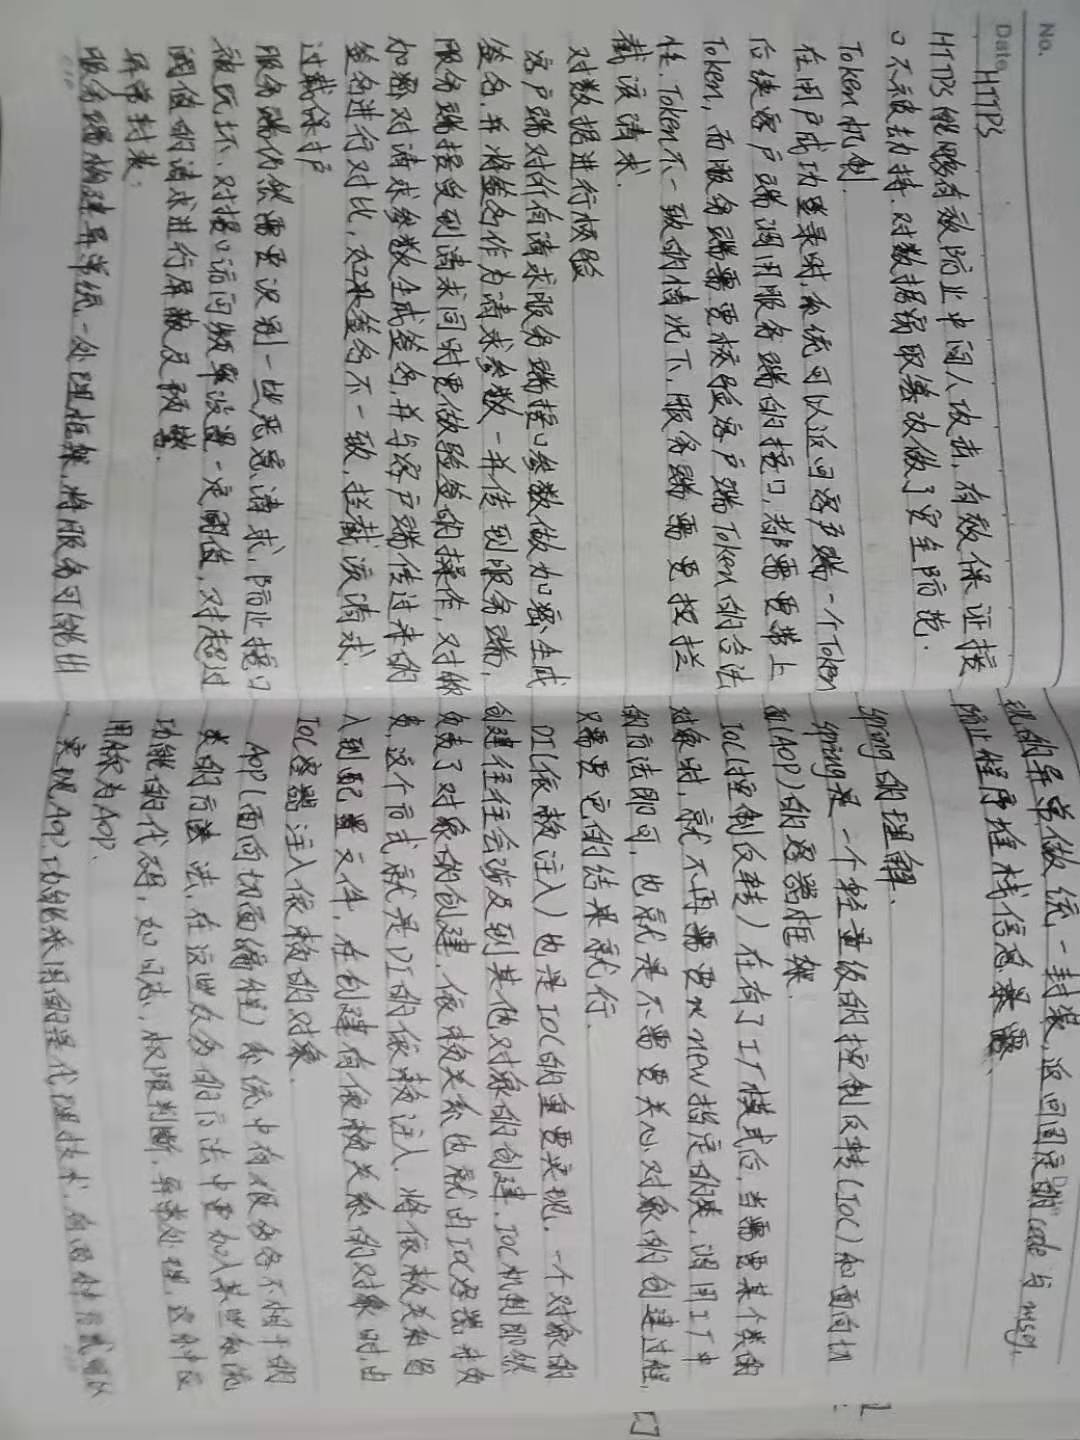 No.
Date
HTTPS
HTTPS能够有效防止中间人攻击,有效保证接
口不被劫持,对数据窃取篡改做了安全防范.
Token机制.
在用户成功登录时,系统可以返回客户端一个Token
后续客户端调用服务端的接口,都需要带上
Token,而服务端需要校验客户端Token的合法
性.Token不一致的情况下,服务端需要拦
截该请求.
对数据进行校验
客户端对所有请求服务端接口参数做加密生成
签名,并将签名作为请求参数一并传到服务端,
服务端接受到请求同时要做验签的操作,对称
加密对请求参数生成签名,并与客户端传过来的
签名进行对比,签名不一致,拦截该请求.
过载保护
服务端仍然需要识别一些恶意请求,防止接口
被玩坏.对接口访问频率设置一定阈值,对超过
阈值的请求进行屏蔽及预警.
异常封装:
服务端构建异常统一处理框架,将服务可能出
现的异常做统一封装,返回固定的code与msg,
防止程序堆栈信息暴露.
spring的理解.
spring是一个轻量级的控制反转(IOC)和面向切
面(AOP)的容器框架.
IOC(控制反转)在有了工厂模式后,当需要某个类的
对象时,就不再需要new指定的类,调用工厂中
的方法即可,也就是不需要关心对象的创建过程,
只需要它的结果就行.
DI(依赖注入)也是IOC的重要实现,一个对象的
创建往往会涉及到其他对象的创建,IOC机制即然
负责了对象的创建,依赖关系也就由IOC容器来负
责,这个方式就是DI的依赖注入.将依赖关系写
入到配置文件,在创建有依赖关系的对象时,由
IOC容器注入依赖的对象.
AOP(面向切面编程)系统中有很多各不相干的
类的方法,在这些众多的方法中要加入某些系统
功能的代码,如日志,权限判断,异常处理,这种应
用称为AOP.
实现AOP功能采用的是代理技术,